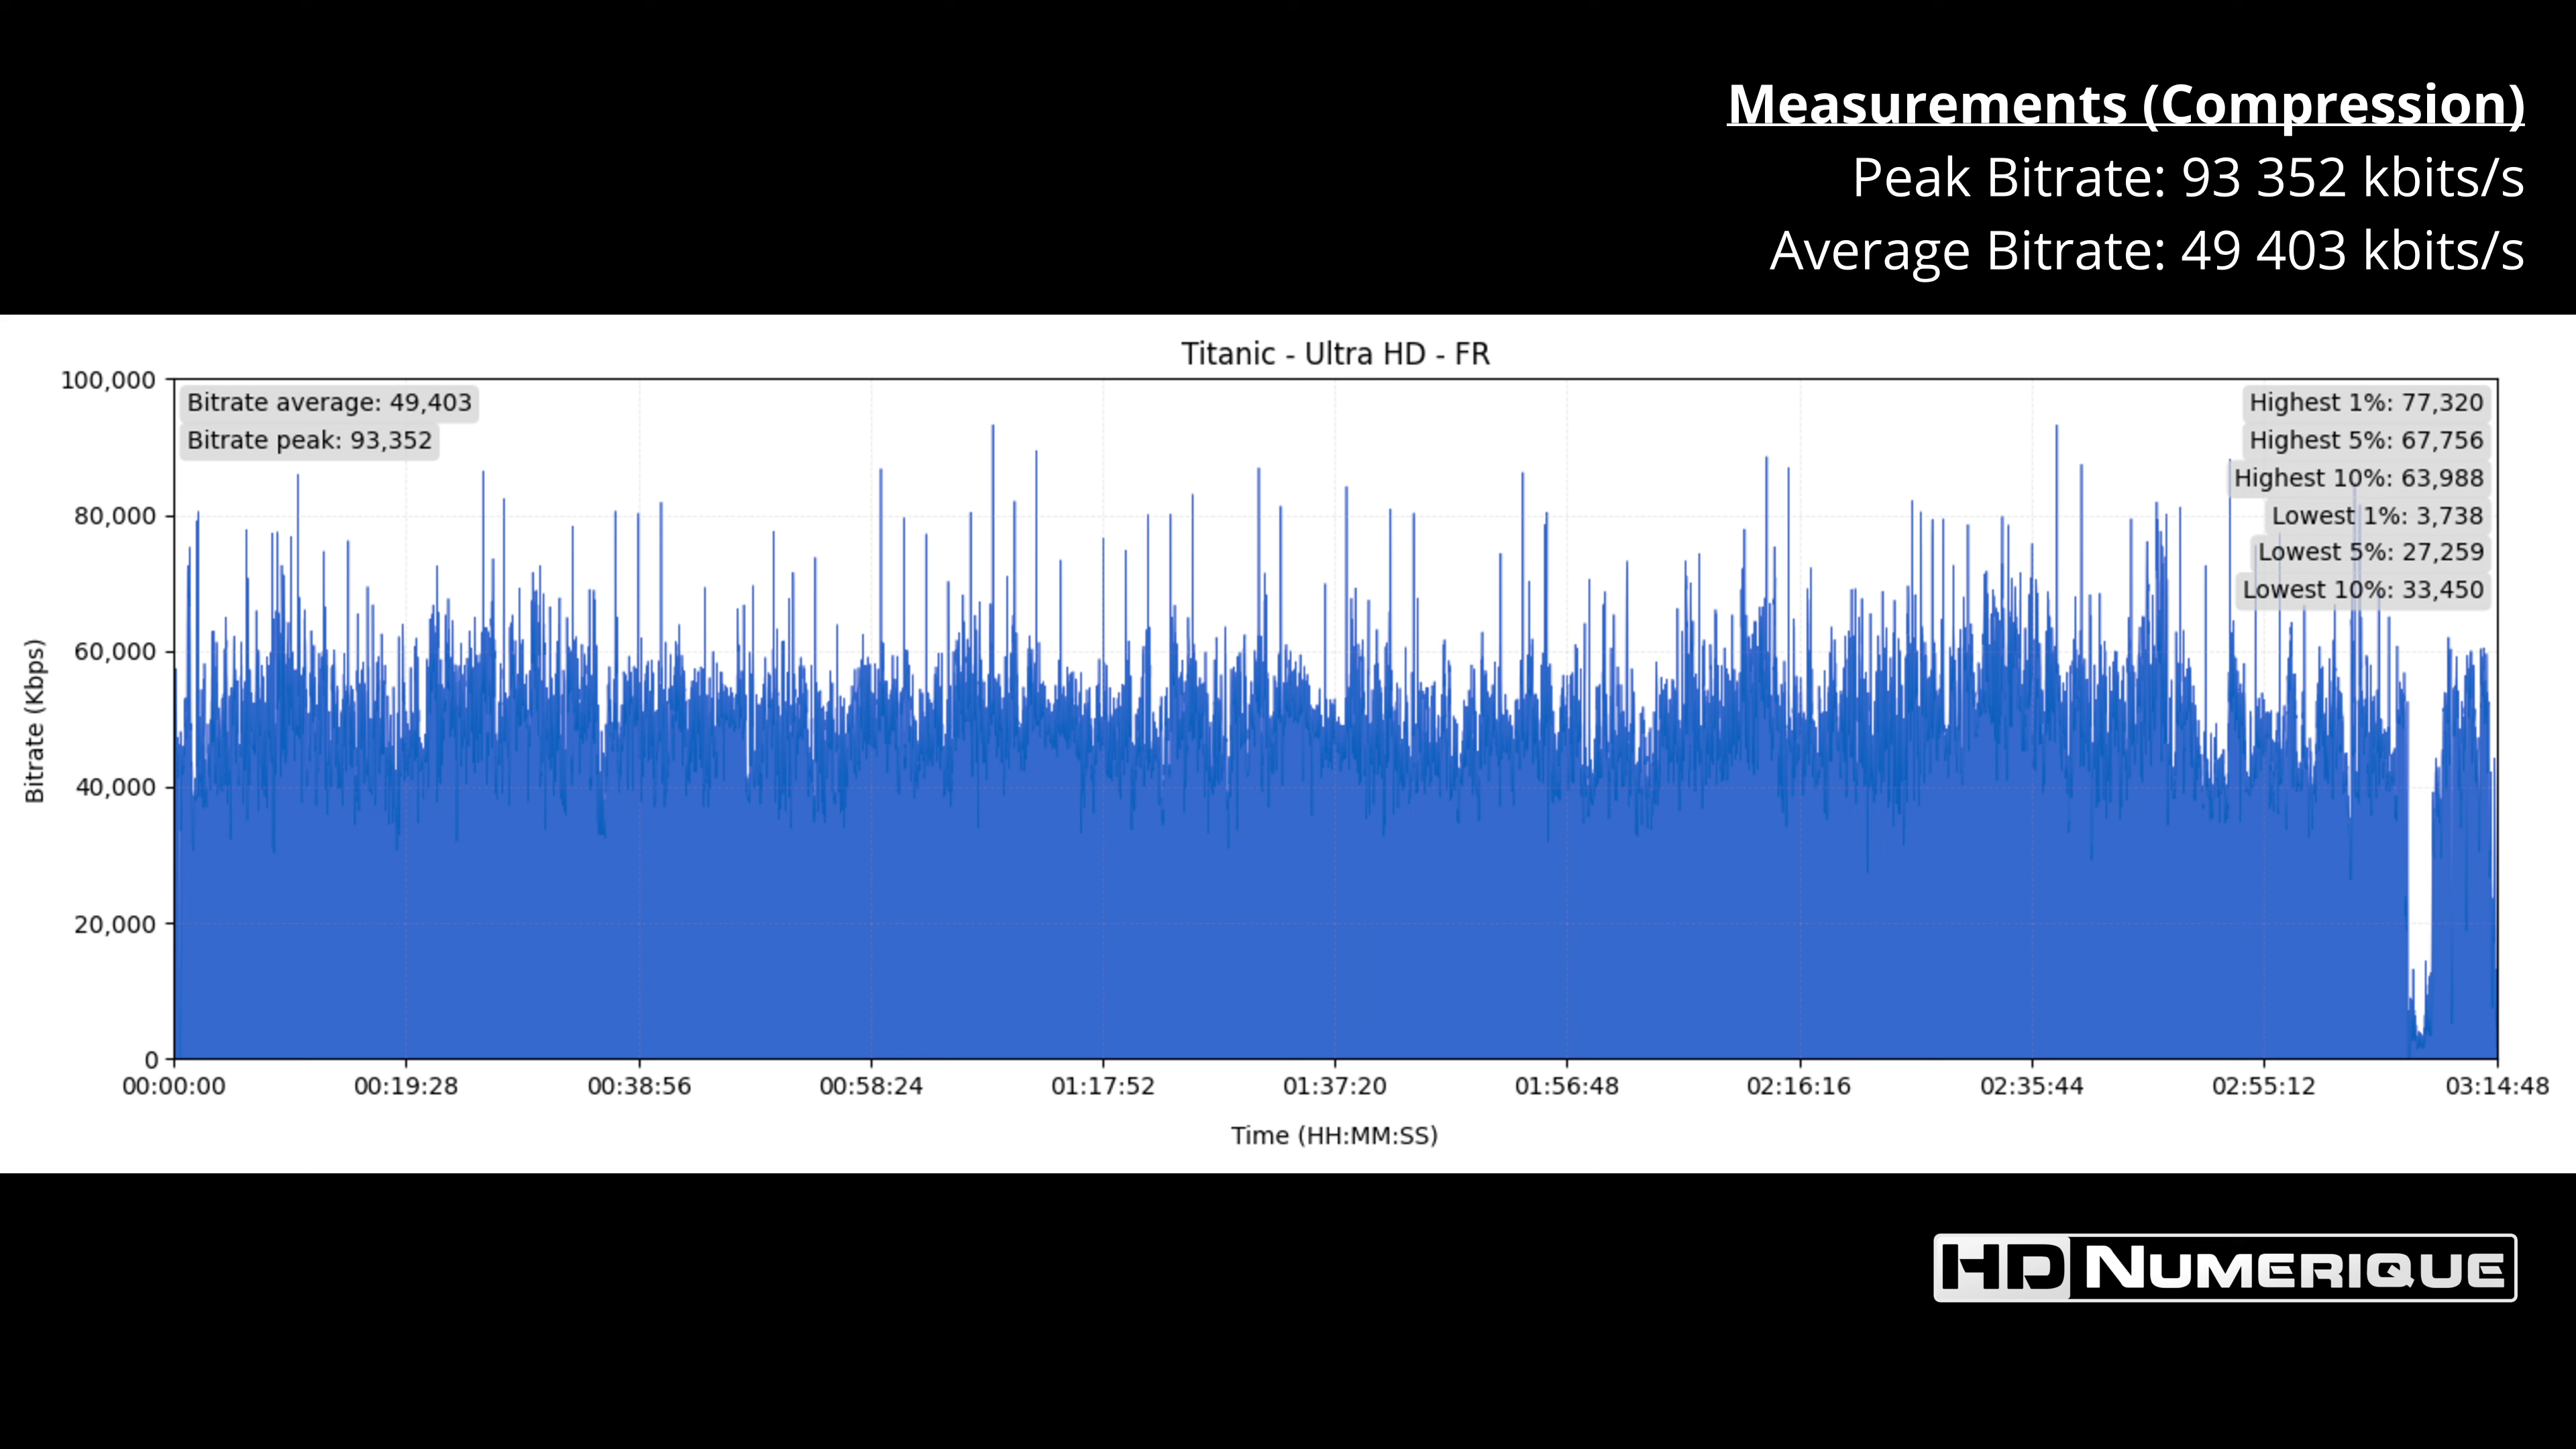 Measurements (Compression)
Peak Bitrate: 93 352 kbits/s
Average Bitrate: 49 403 kbits/s
Titanic - Ultra HD - FR
Bitrate average: 49,403
Bitrate peak: 93,352
Highest 1%: 77,320
Highest 5%: 67,756
Highest 10%: 63,988
Lowest 1%: 3,738
Lowest 5%: 27,259
Lowest 10%: 33,450
Bitrate (Kbps)
100,000
80,000
60,000
40,000
20,000
0
00:00:00 00:19:28 00:38:56 00:58:24 01:17:52 01:37:20 01:56:48 02:16:16 02:35:44 02:55:12 03:14:48
Time (HH:MM:SS)
HD NUMERIQUE